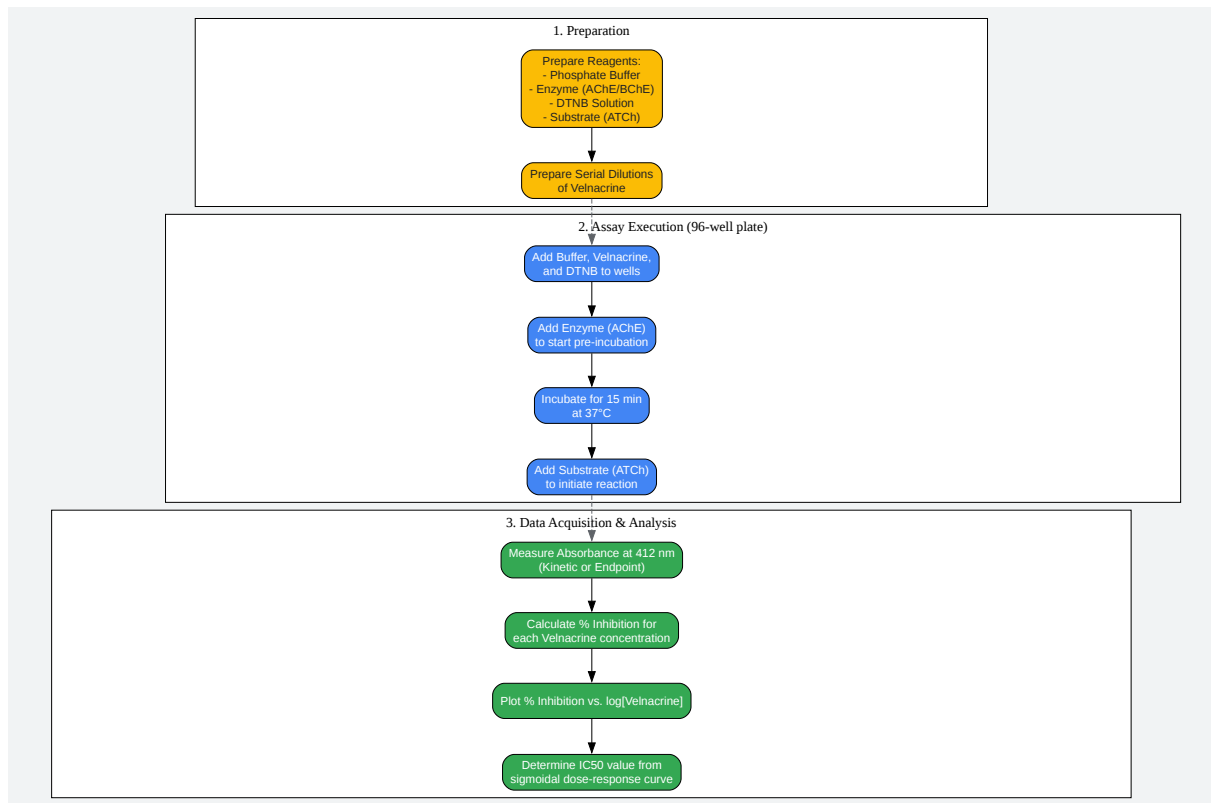 1. Preparation
Prepare Reagents:
- Phosphate Buffer
- Enzyme (AChE/BChE)
- DTNB Solution
- Substrate (ATCh)
Prepare Serial Dilutions
of Velnacrine
2. Assay Execution (96-well plate)
Add Buffer, Velnacrine,
and DTNB to wells
Add Enzyme (AChE)
to start pre-incubation
Incubate for 15 min
at 37°C
Add Substrate (ATCh)
to initiate reaction
3. Data Acquisition & Analysis
Measure Absorbance at 412 nm
(Kinetic or Endpoint)
Calculate % Inhibition for
each Velnacrine concentration
Plot % Inhibition vs. log[Velnacrine]
Determine IC50 value from
sigmoidal dose-response curve